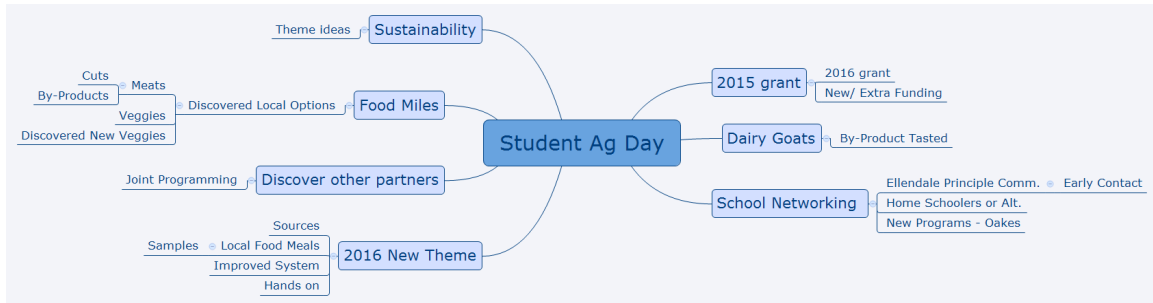 Student Ag Day
Sustainability
Theme Ideas
Food Miles
Discovered Local Options
Meats
Cuts
By-Products
Veggies
Discovered New Veggies
Discover other partners
Joint Programming
2016 New Theme
Sources
Local Food Meals
Samples
Improved System
Hands on
2015 grant
2016 grant
New/ Extra Funding
Dairy Goats
By-Product Tasted
School Networking
Ellendale Principle Comm.
Early Contact
Home Schoolers or Alt.
New Programs - Oakes